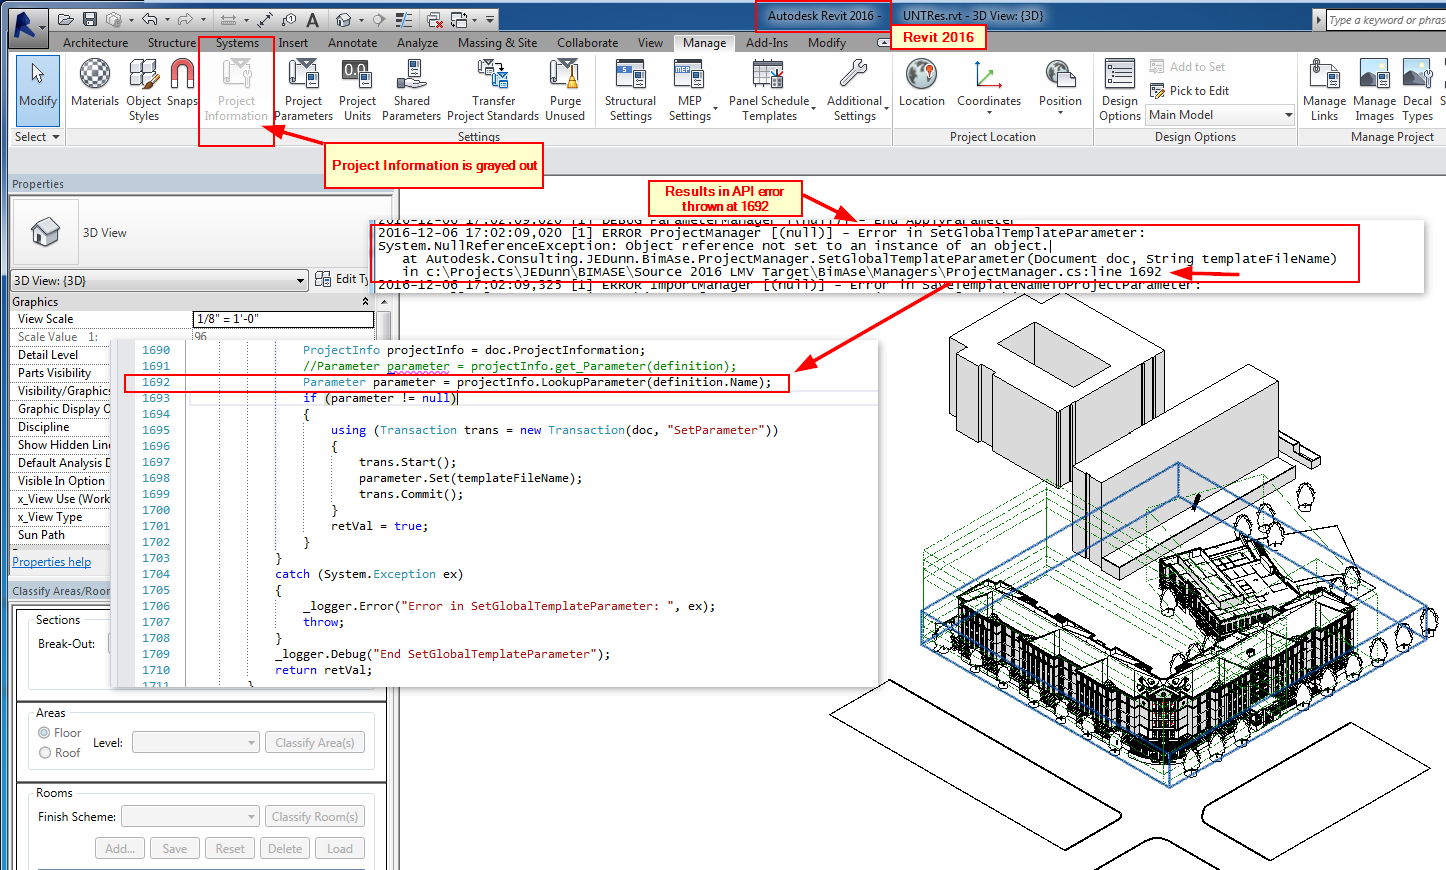 Autodesk Revit 2016 -
UNTRes.rvt - 3D View: {3D}
Type a keyword or phras
Revit 2016
Architecture Structure Systems Insert Annotate Analyze Massing & Site Collaborate View Manage Add-Ins Modify
Modify
Materials
Object Styles
Snaps
Project Information
Project Parameters
Project Units
Shared Parameters
Transfer Project Standards
Purge Unused
Structural Settings
MEP Settings
Panel Schedule Templates
Additional Settings
Location
Coordinates
Position
Design Options
Add to Set
Pick to Edit
Main Model
Manage Links
Manage Images
Decal Types
Select
Settings
Project Location
Design Options
Manage Project
Project Information is grayed out
Results in API error
thrown at 1692
Properties
3D View
3D View: {3D}
Edit Ty
Graphics
View Scale 1/8" = 1'-0"
Scale Value 1: 96
Detail Level
Parts Visibility
Visibility/Graphics
Graphic Display O
Discipline
Show Hidden Line
Default Analysis D
Visible In Option
x_View Use (Work
x_View Type
Sun Path
Properties help
2016-12-06 17:02:09,020 [1] DEBUG ParameterManager [(null)] - End ApplyParameter
2016-12-06 17:02:09,020 [1] ERROR ProjectManager [(null)] - Error in SetGlobalTemplateParameter:
System.NullReferenceException: Object reference not set to an instance of an object.
at Autodesk.Consulting.JEDunn.BimAse.ProjectManager.SetGlobalTemplateParameter(Document doc, String templateFileName)
in c:\Projects\JEDunn\BIMASE\Source 2016 LMV Target\BimAse\Managers\ProjectManager.cs:line 1692
2016-12-06 17:02:09,325 [1] ERROR ImportManager [(null)] - Error in SaveTemplateNameToProjectParameter:
1690 ProjectInfo projectInfo = doc.ProjectInformation;
1691 //Parameter parameter = projectInfo.get_Parameter(definition);
1692 Parameter parameter = projectInfo.LookupParameter(definition.Name);
1693 if (parameter != null)
1694 {
1695 using (Transaction trans = new Transaction(doc, "SetParameter"))
1696 {
1697 trans.Start();
1698 parameter.Set(templateFileName);
1699 trans.Commit();
1700 }
1701 retVal = true;
1702 }
1703 }
1704 catch (System.Exception ex)
1705 {
1706 _logger.Error("Error in SetGlobalTemplateParameter: ", ex);
1707 throw;
1708 }
1709 _logger.Debug("End SetGlobalTemplateParameter");
1710 return retVal;
1711 }
Classify Areas/Roor
Sections
Break-Out:
Areas
Floor
Roof
Level:
Classify Area(s)
Rooms
Finish Scheme:
Classify Room(s)
Add... Save Reset Delete Load